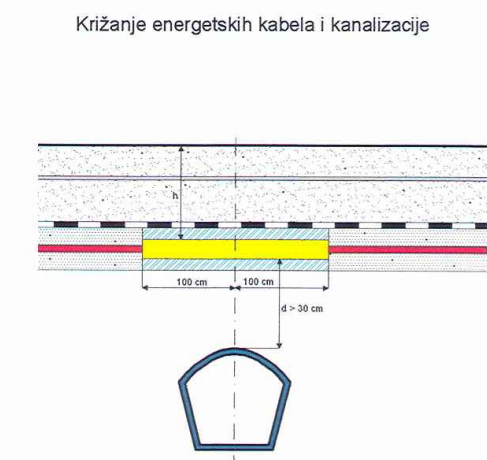 Križanje energetskih kabela i kanalizacije
h
100 cm 100 cm
d > 30 cm